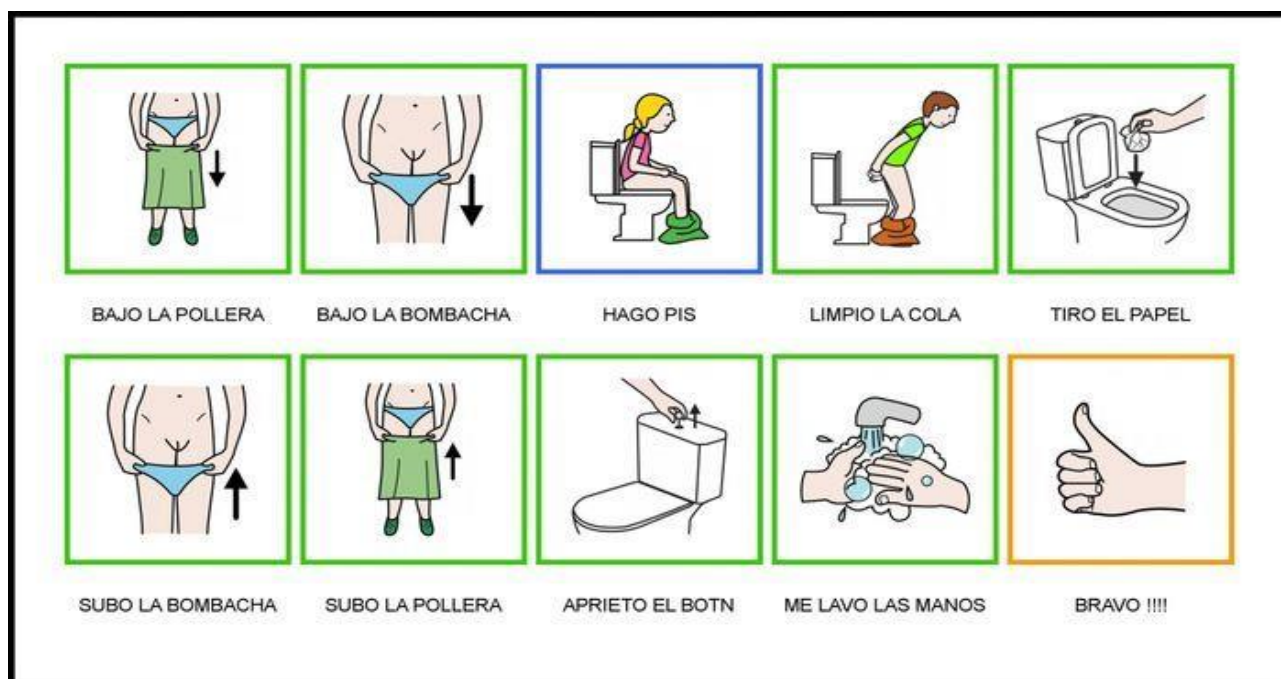 BAJO LA POLLERA
BAJO LA BOMBACHA
HAGO PIS
LIMPIO LA COLA
TIRO EL PAPEL
SUBO LA BOMBACHA
SUBO LA POLLERA
APRIETO EL BOTN
ME LAVO LAS MANOS
BRAVO !!!!